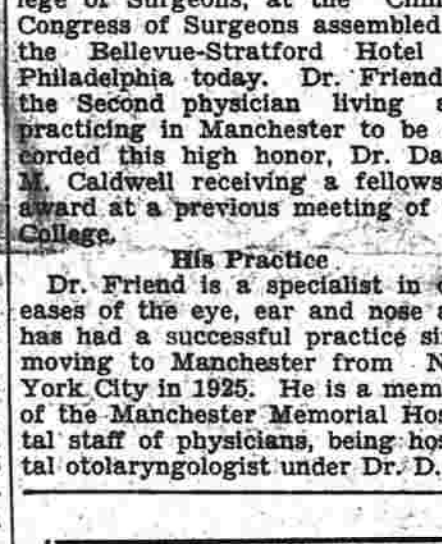 lege of Surgeons, at the
Congress of Surgeons assembled
the Bellevue-Stratford Hotel
Philadelphia today. Dr. Friend
the Second physician living
practicing in Manchester to be
corded this high honor, Dr. Da
M. Caldwell receiving a fellows
award at a previous meeting of
College.
His Practice
Dr. Friend is a specialist in
eases of the eye, ear and nose
has had a successful practice si
moving to Manchester from N
York City in 1925. He is a mem
of the Manchester Memorial Hos
tal staff of physicians, being hos
tal otolaryngologist under Dr. D.